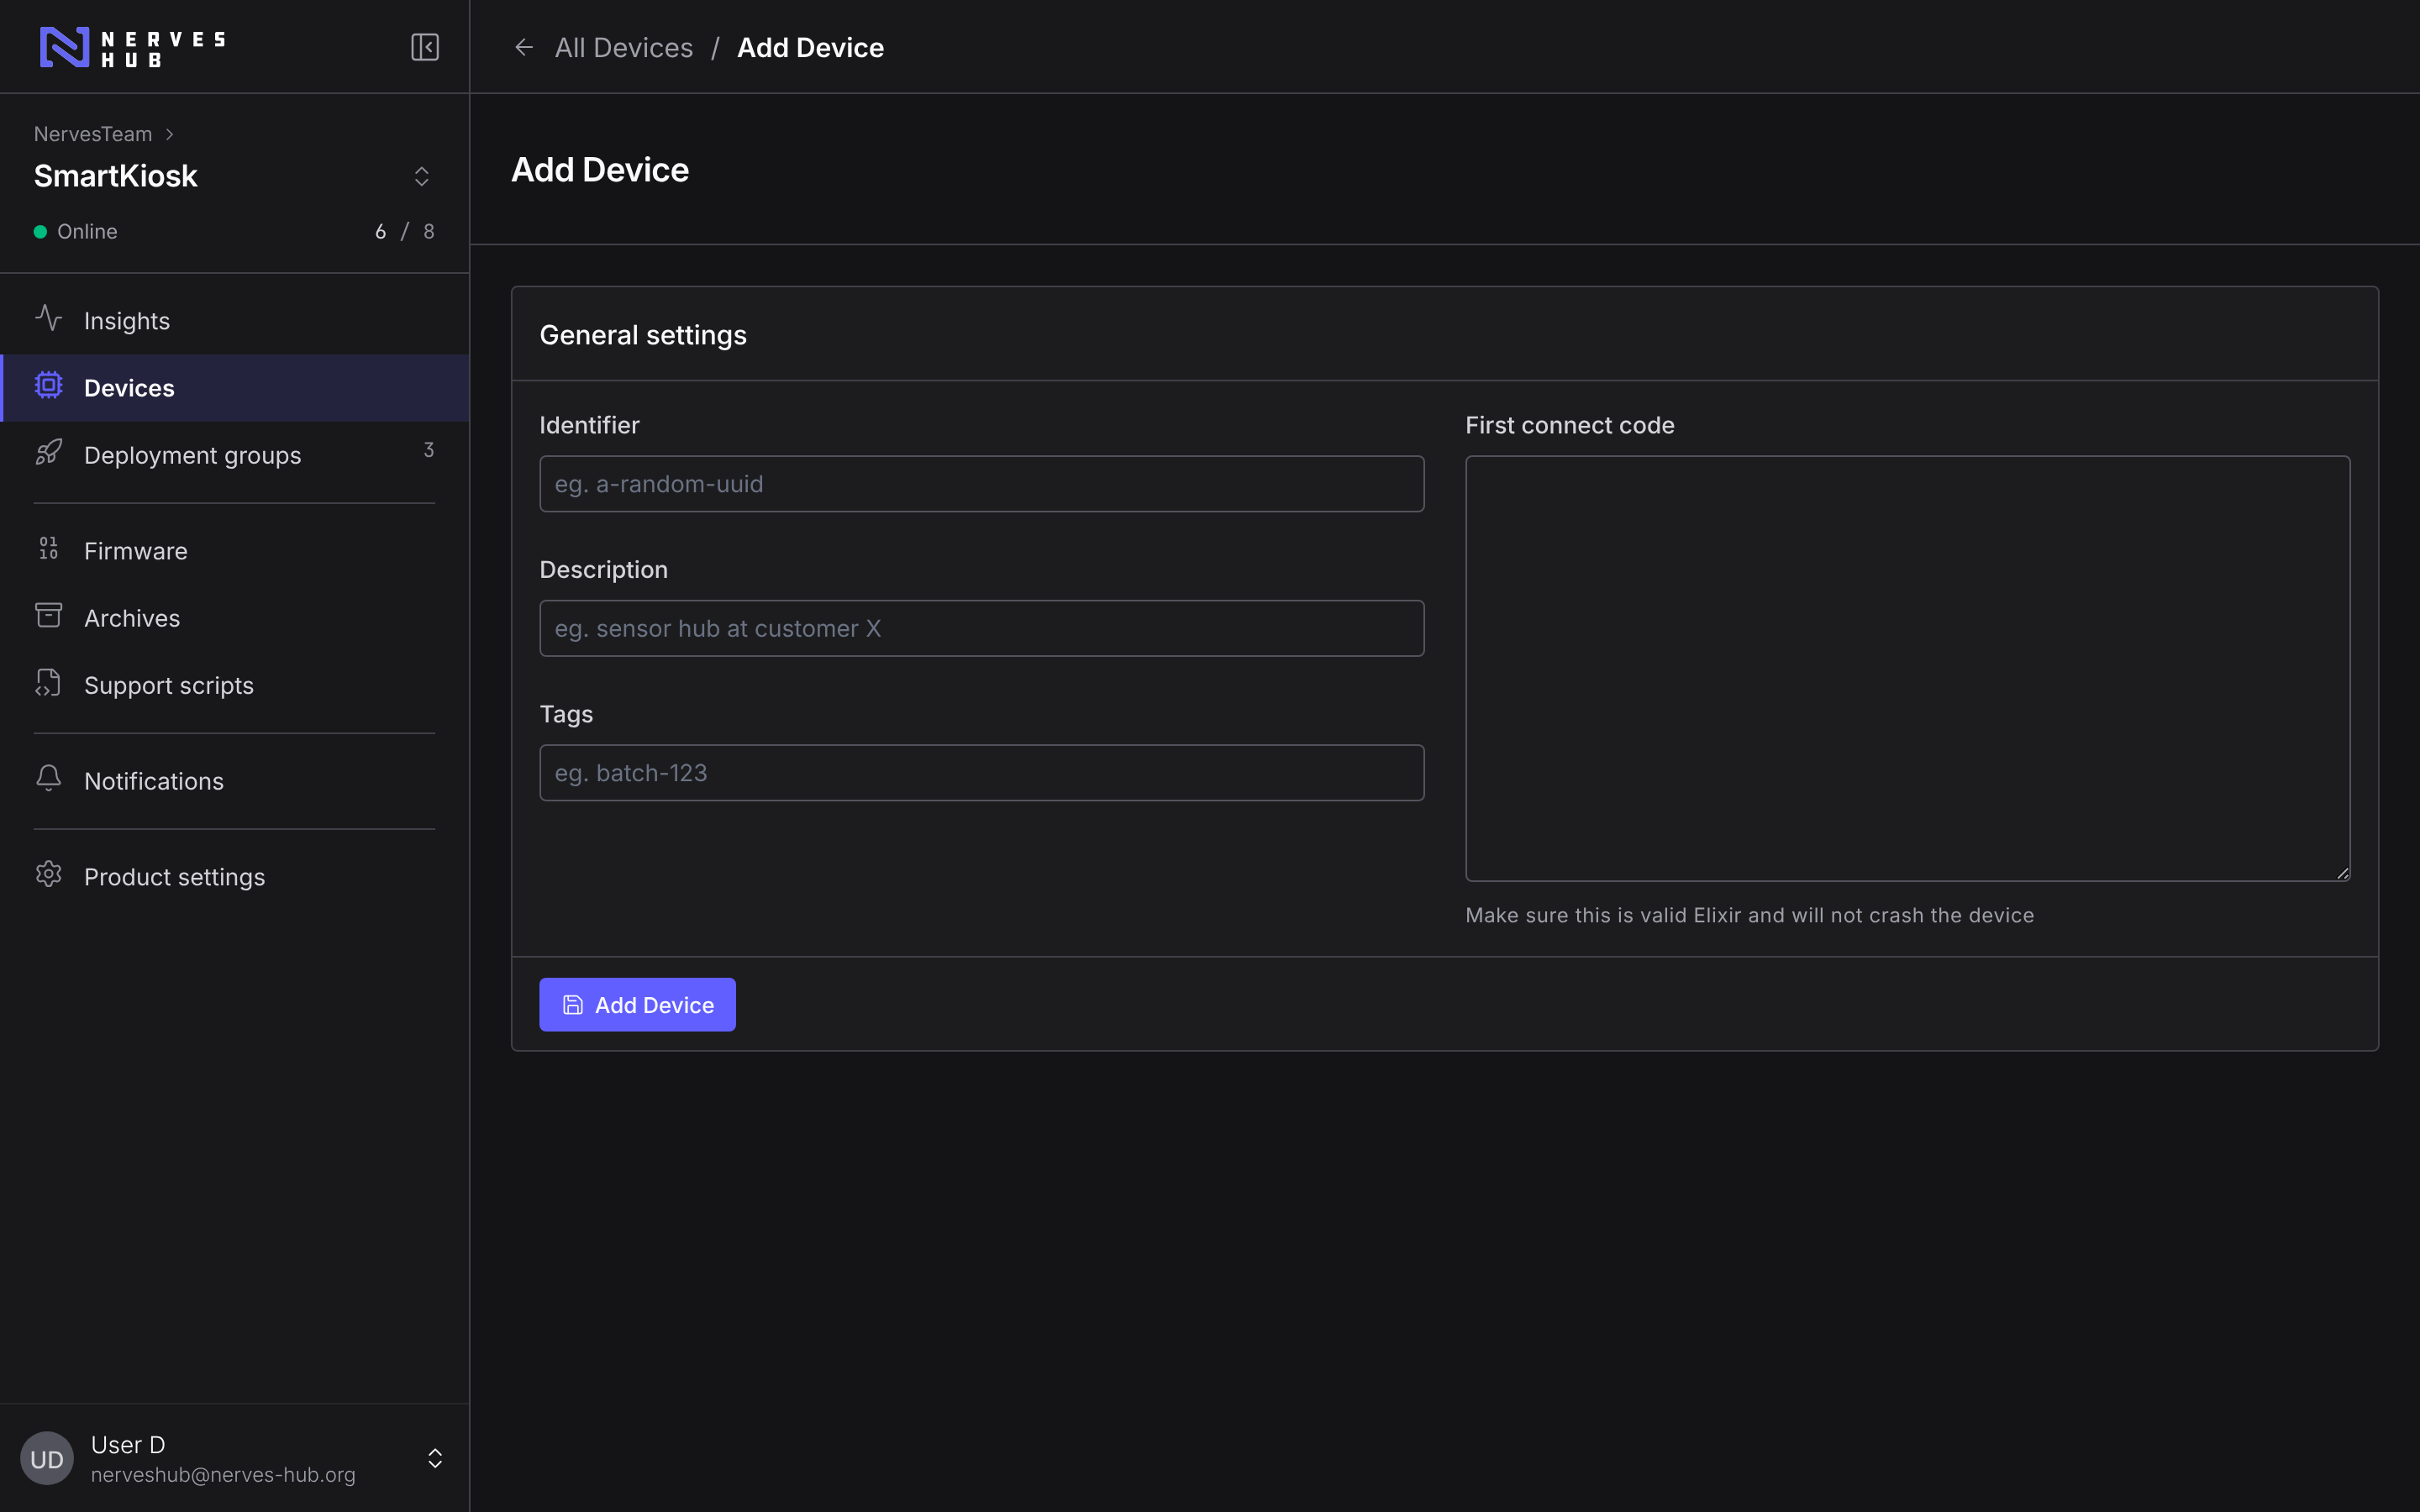 NERVES
HUB
All Devices / Add Device
NervesTeam
SmartKiosk
Online 6 / 8
Add Device
Insights
Devices
Deployment groups 3
Firmware
Archives
Support scripts
Notifications
Product settings
General settings
Identifier
eg. a-random-uuid
Description
eg. sensor hub at customer X
Tags
eg. batch-123
First connect code
Make sure this is valid Elixir and will not crash the device
Add Device
UD
User D
nerveshub@nerves-hub.org